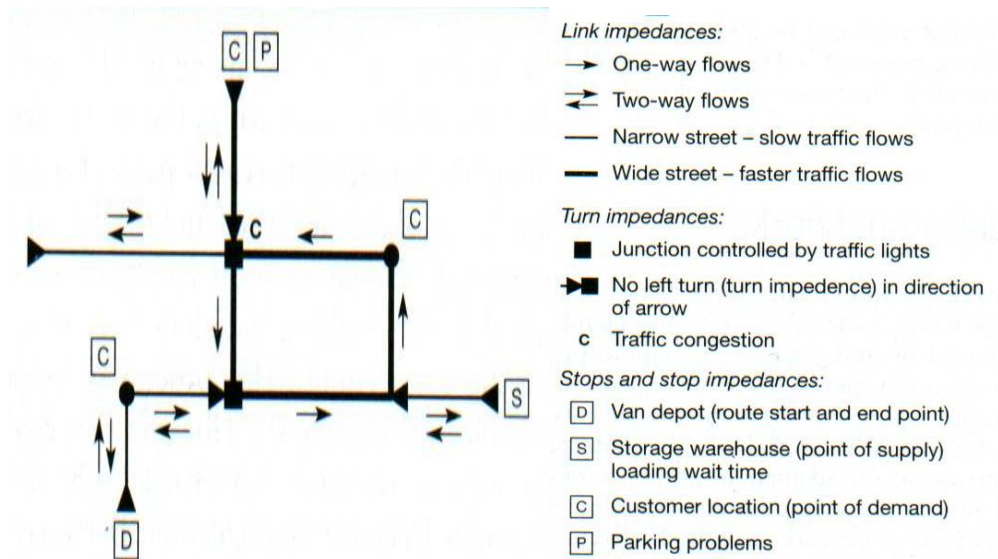 C P
C
C
C
S
D
Link impedances:
One-way flows
Two-way flows
Narrow street – slow traffic flows
Wide street – faster traffic flows
Turn impedances:
Junction controlled by traffic lights
No left turn (turn impedence) in direction
of arrow
C Traffic congestion
Stops and stop impedances:
D Van depot (route start and end point)
S Storage warehouse (point of supply)
loading wait time
C Customer location (point of demand)
P Parking problems